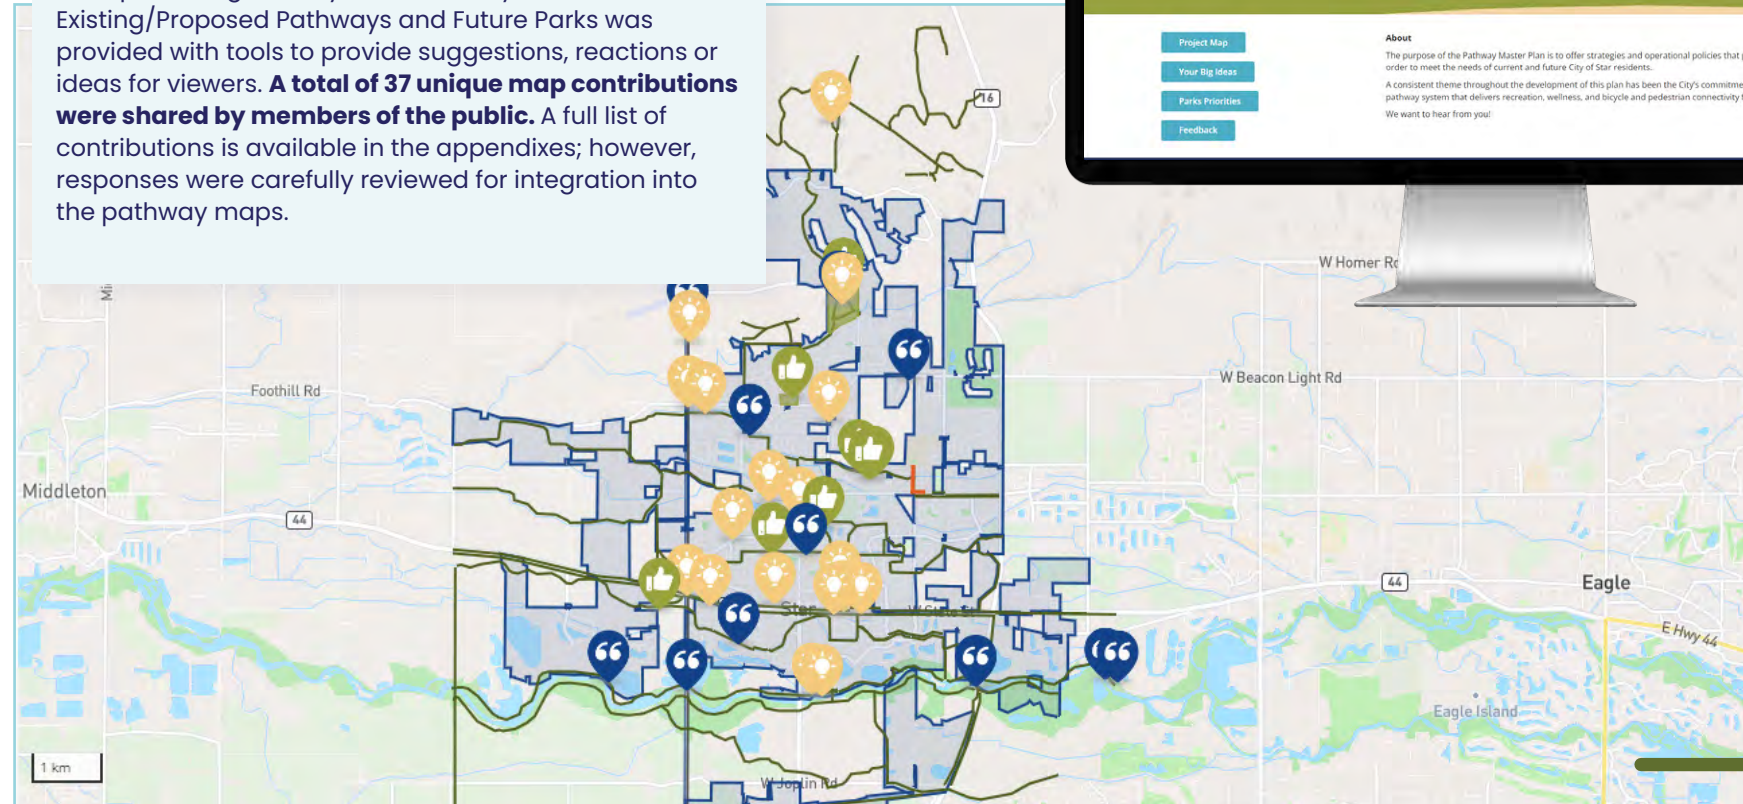 Existing/Proposed Pathways and Future Parks was
provided with tools to provide suggestions, reactions or
ideas for viewers. A total of 37 unique map contributions
were shared by members of the public. A full list of
contributions is available in the appendixes; however,
responses were carefully reviewed for integration into
the pathway maps.
Project Map
Your Big Ideas
Parks Priorities
Feedback
About
The purpose of the Pathway Master Plan is to offer strategies and operational policies that
order to meet the needs of current and future City of Star residents.
A consistent theme throughout the development of this plan has been the City's
pathway system that delivers recreation, wellness, and bicycle and pedestrian connectivity
We want to hear from you!
16
W Homer
W Beacon Light Rd
Foothill Rd
Middleton
44
44
Eagle
Star
E Hwy 44
Eagle Island
1 km
W Joplin Rd